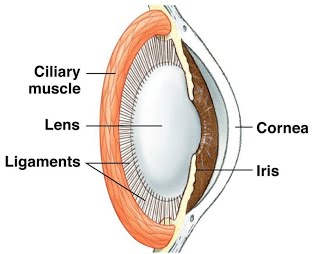 Ciliary
muscle
Lens
Ligaments
Cornea
Iris